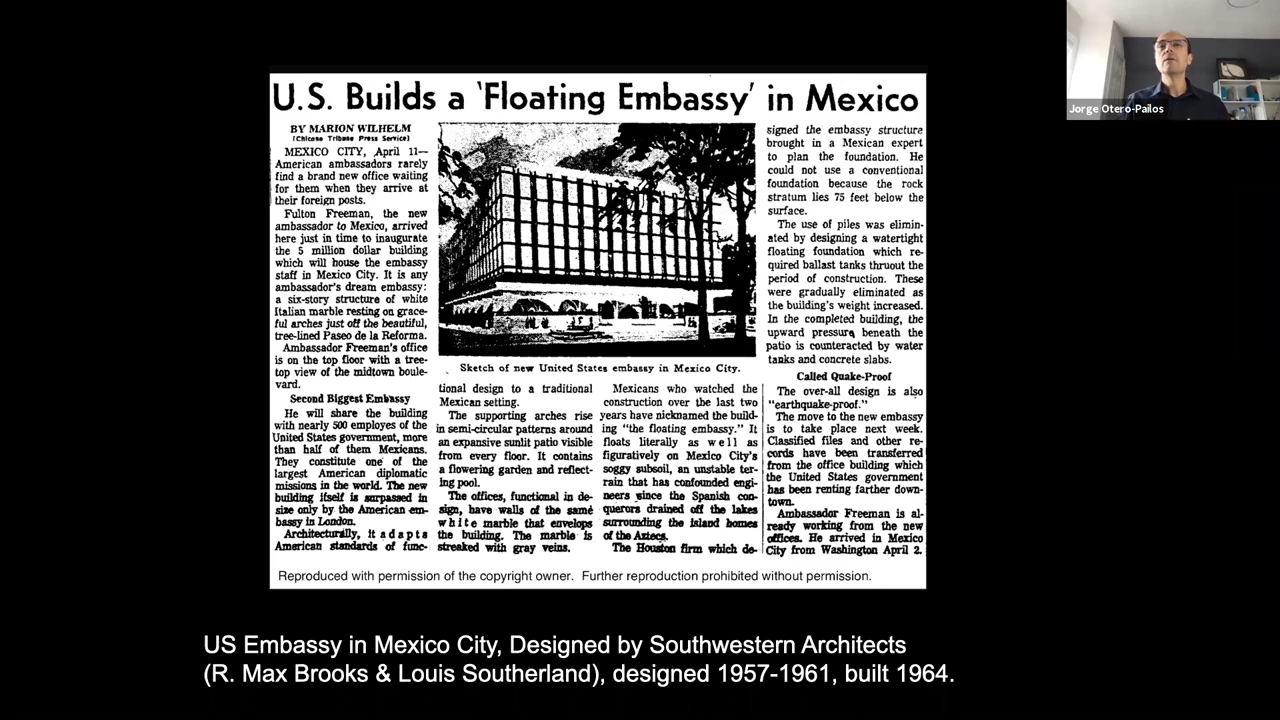 U.S. Builds a 'Floating Embassy' in Mexico
BY MARION WILHELM
[Chicago Tribune Press Service]
MEXICO CITY, April 11—
American ambassadors rarely
find a brand new office waiting
for them when they arrive at
their foreign posts.
Fulton Freeman, the new
ambassador to Mexico, arrived
here just in time to inaugurate
the 5 million dollar building
which will house the embassy
staff in Mexico City. It is any
ambassador's dream embassy:
a six-story structure of white
Italian marble resting on grace-
ful arches just off the beautiful,
tree-lined Paseo de la Reforma.
Ambassador Freeman's office
is on the top floor with a tree-
top view of the midtown boule-
vard.
Second Biggest Embassy
He will share the building
with nearly 500 employes of the
United States government, more
than half of them Mexicans.
They constitute one of the
largest American diplomatic
missions in the world. The new
building itself is surpassed in
size only by the American em-
bassy in London.
Architecturally, it adapts
American standards of func-
Sketch of new United States embassy in Mexico City.
tional design to a traditional
Mexican setting.
The supporting arches rise
in semi-circular patterns around
an expansive sunlit patio visible
from every floor. It contains
a flowering garden and reflect-
ing pool.
The offices, functional in de-
sign, have walls of the same
white marble that envelops
the building. The marble is
streaked with gray veins.
Mexicans who watched the
construction over the last two
years have nicknamed the build-
ing "the floating embassy." It
floats literally as well as
figuratively on Mexico City's
soggy subsoil, an unstable ter-
rain that has confounded engi-
neers since the Spanish con-
querors drained off the lakes
surrounding the island homes
of the Aztecs.
The Houston firm which de-
signed the embassy structure
brought in a Mexican expert
to plan the foundation. He
could not use a conventional
foundation because the rock
stratum lies 75 feet below the
surface.
The use of piles was elimin-
ated by designing a watertight
floating foundation which re-
quired ballast tanks thruout the
period of construction. These
were gradually eliminated as
the building's weight increased.
In the completed building, the
upward pressure beneath the
patio is counteracted by water
tanks and concrete slabs.
Called Quake-Proof
The over-all design is also
"earthquake-proof."
The move to the new embassy
is to take place next week.
Classified files and other re-
cords have been transferred
from the office building which
the United States government
has been renting farther down-
town.
Ambassador Freeman is al-
ready working from the new
offices. He arrived in Mexico
City from Washington April 2.
Reproduced with permission of the copyright owner. Further reproduction prohibited without permission.
US Embassy in Mexico City, Designed by Southwestern Architects
(R. Max Brooks & Louis Southerland), designed 1957-1961, built 1964.
Jorge Otero-Pailos